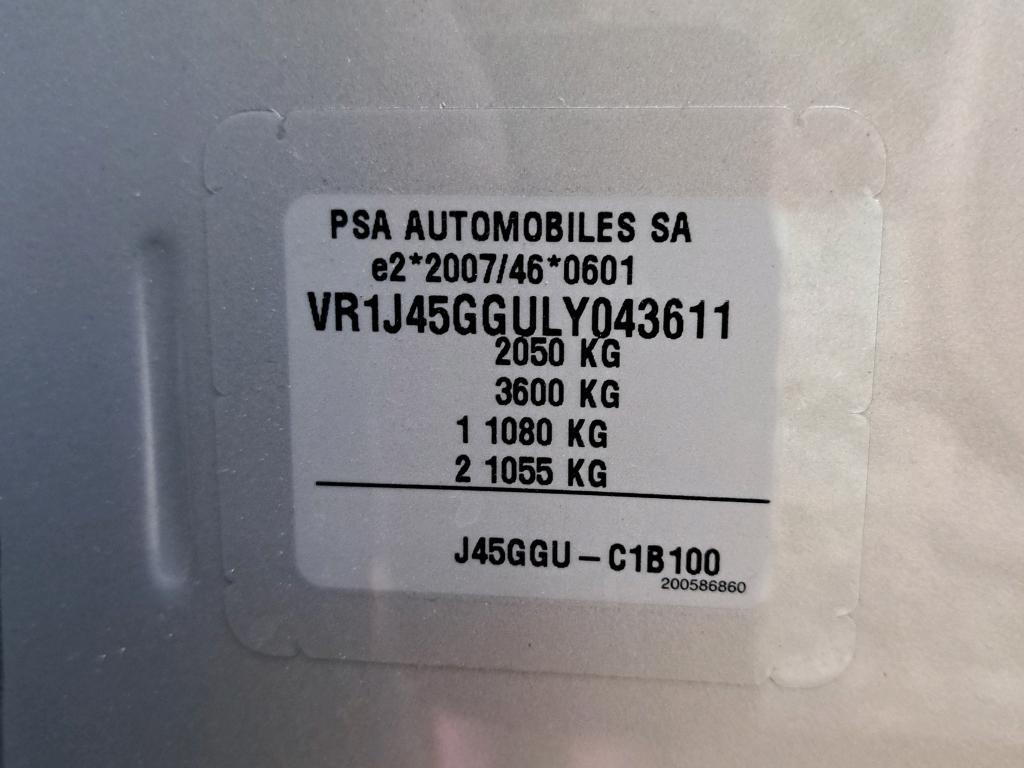 PSA AUTOMOBILES SA
e2*2007/46*0601
VR1J45GGULY043611
2050 KG
3600 KG
1 1080 KG
2 1055 KG
J45GGU-C1B100
200586860